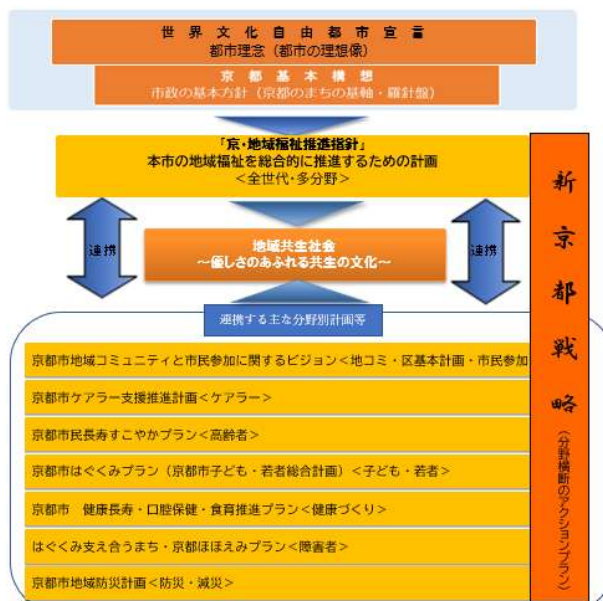 世界文化自由都市宣言
都市理念（都市の理想像）
京都基本構想
市政の基本方針（京都のまちの基軸・羅針盤）
「京・地域福祉推進指針」
本市の地域福祉を総合的に推進するための計画
＜全世代・多分野＞
連携
地域共生社会
～優しさのあふれる共生の文化～
連携
連携する主な分野別計画等
京都市地域コミュニティと市民参加に関するビジョン＜地コミ・区基本計画・市民参加
京都市ケアラー支援推進計画＜ケアラー＞
京都市民長寿すこやかプラン＜高齢者＞
京都市はぐくみプラン（京都市子ども・若者総合計画）＜子ども・若者＞
京都市　健康長寿・口腔保健・食育推進プラン＜健康づくり＞
はぐくみ支え合うまち・京都ほほえみプラン＜障害者＞
京都市地域防災計画＜防災・減災＞
新京都戦略
（分野横断のアクションプラン）